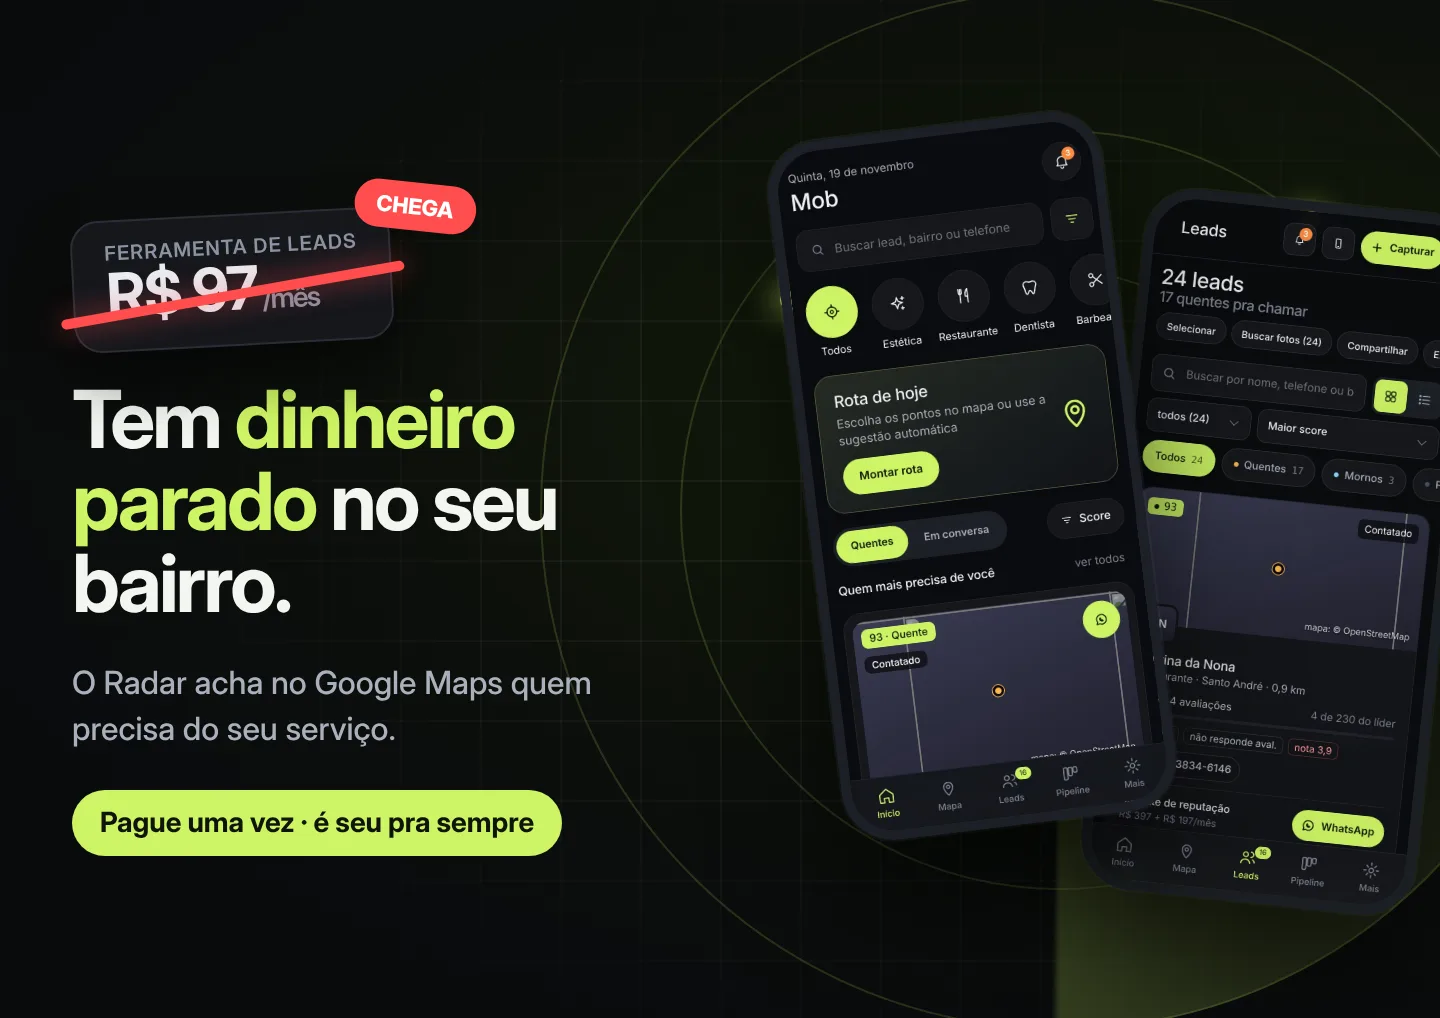 CHEGA
FERRAMENTA DE LEADS
R$ 97 /mês
Tem dinheiro
parado no seu
bairro.
O Radar acha no Google Maps quem
precisa do seu serviço.
Pague uma vez · é seu pra sempre
Quinta, 19 de novembro
3
Mob
Buscar lead, bairro ou telefone
Todos
Estética
Restaurante
Dentista
Barbea
Rota de hoje
Escolha os pontos no mapa ou use a
sugestão automática
Montar rota
Quentes
Em conversa
Score
Quem mais precisa de você
ver todos
93 · Quente
Contatado
mapa: © OpenStreetMap
Início
Mapa
16
Leads
Pipeline
Mais
Leads
3
+ Capturar
24 leads
17 quentes pra chamar
Selecionar
Buscar fotos (24)
Compartilhar
E
Buscar por nome, telefone ou b
todos (24)
Maior score
Todos 24
Quentes 17
Mornos 3
93
Contatado
N
mapa: © OpenStreetMap
ina da Nona
rante · Santo André · 0,9 km
4 avaliações
4 de 230 do líder
não responde aval.
nota 3,9
3834-6146
te de reputação
R$ 397 + R$ 197/mês
WhatsApp
Início
Mapa
16
Leads
Pipeline
Mais